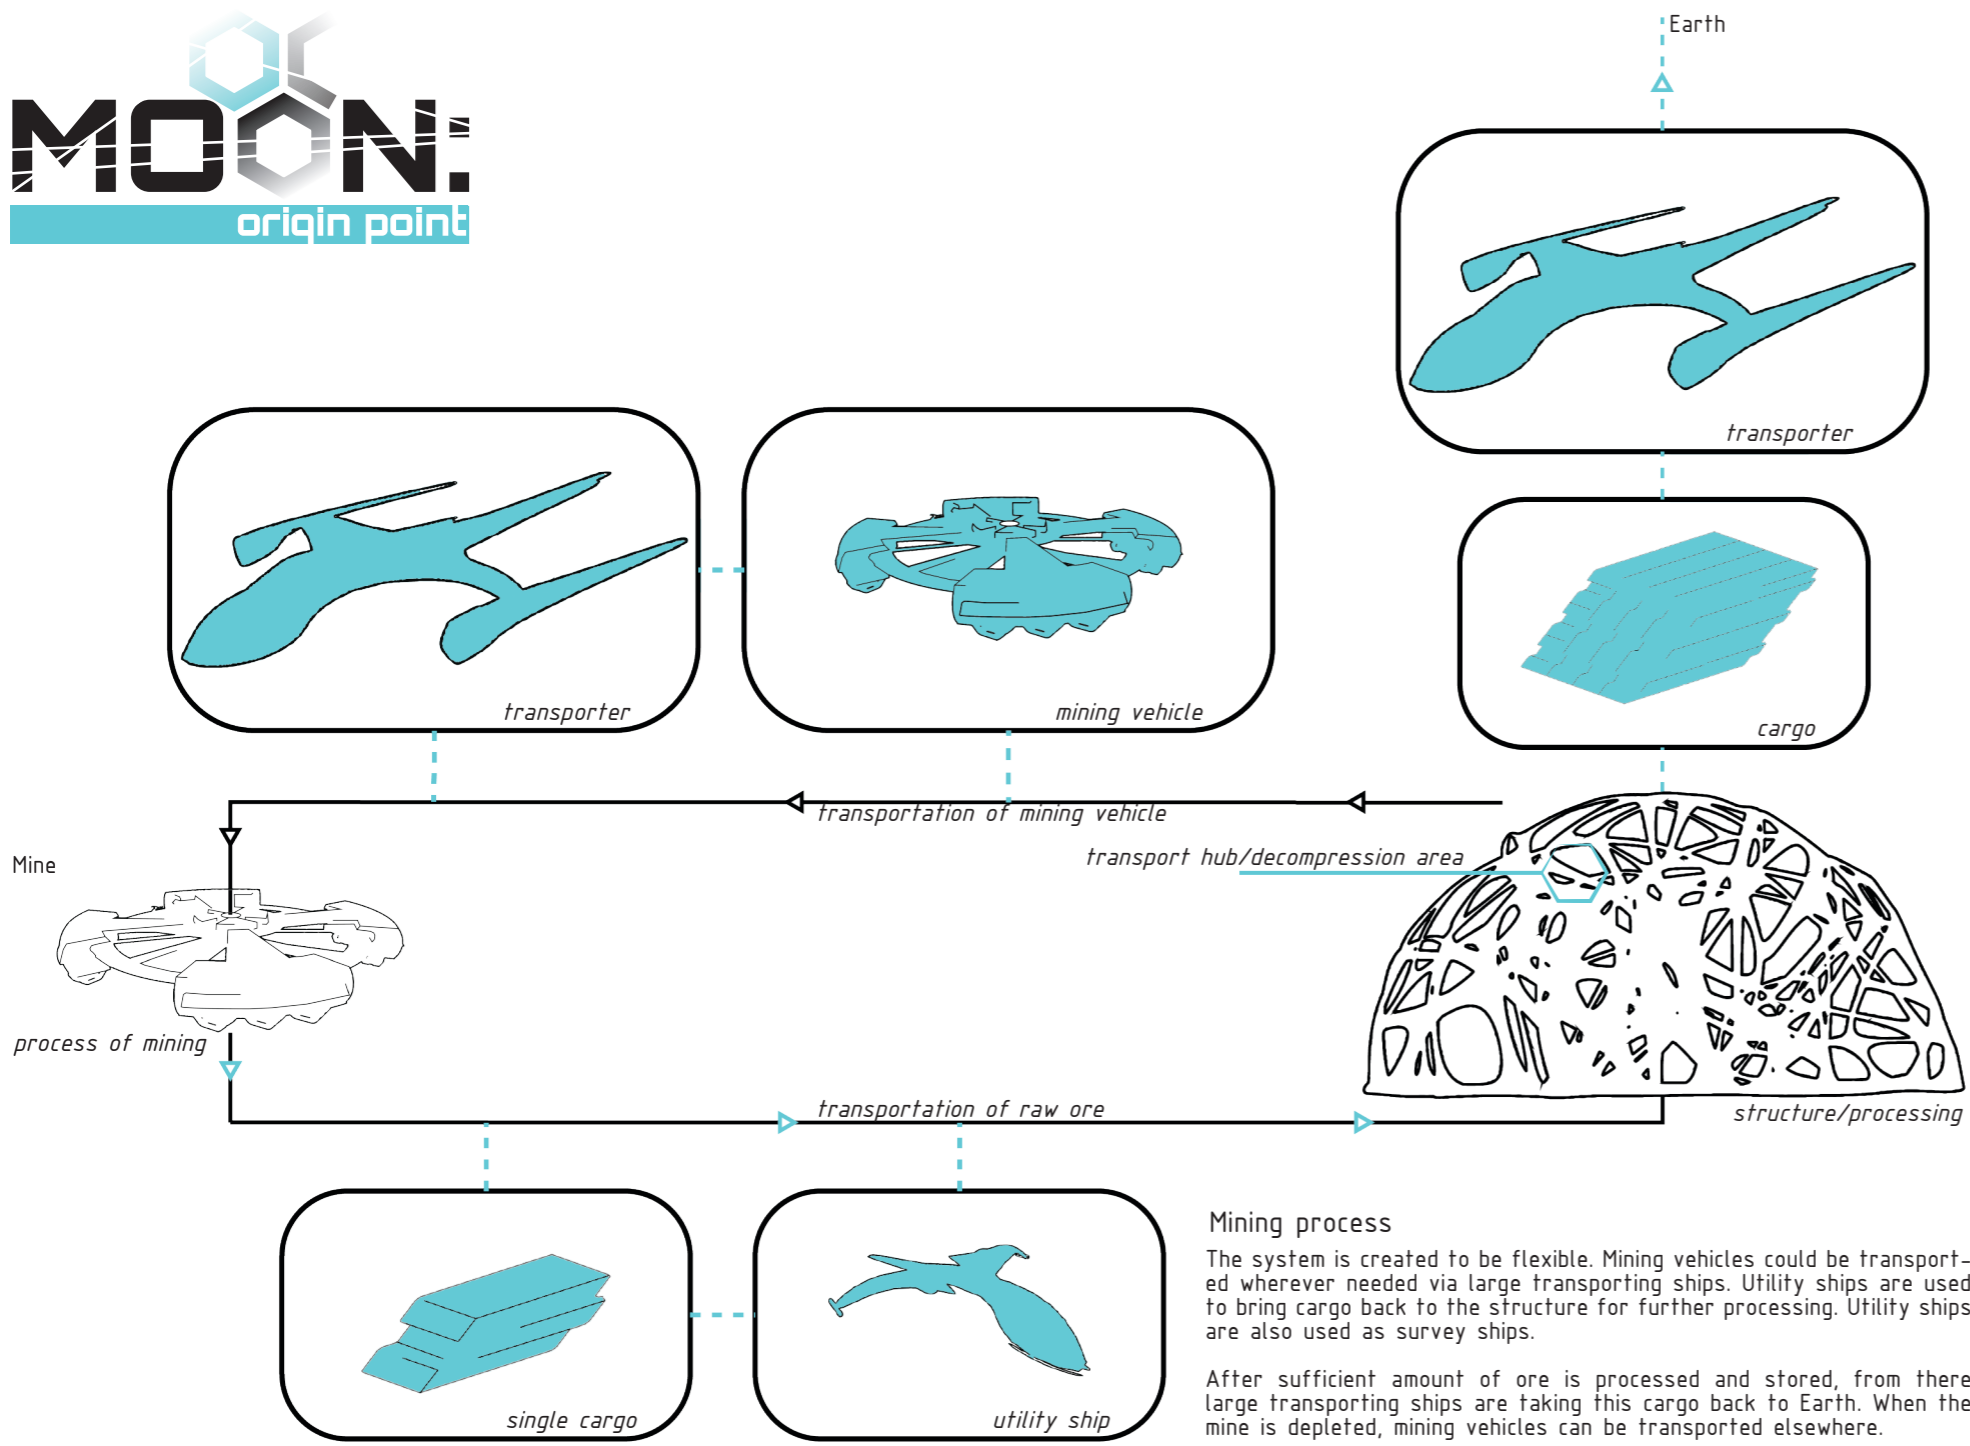 MOON:
origin point
Earth
transporter
transporter
mining vehicle
cargo
transportation of mining vehicle
transport hub/decompression area
Mine
process of mining
transportation of raw ore
structure/processing
single cargo
utility ship
Mining process
The system is created to be flexible. Mining vehicles could be transport-
ed wherever needed via large transporting ships. Utility ships are used
to bring cargo back to the structure for further processing. Utility ships
are also used as survey ships.
After sufficient amount of ore is processed and stored, from there
large transporting ships are taking this cargo back to Earth. When the
mine is depleted, mining vehicles can be transported elsewhere.